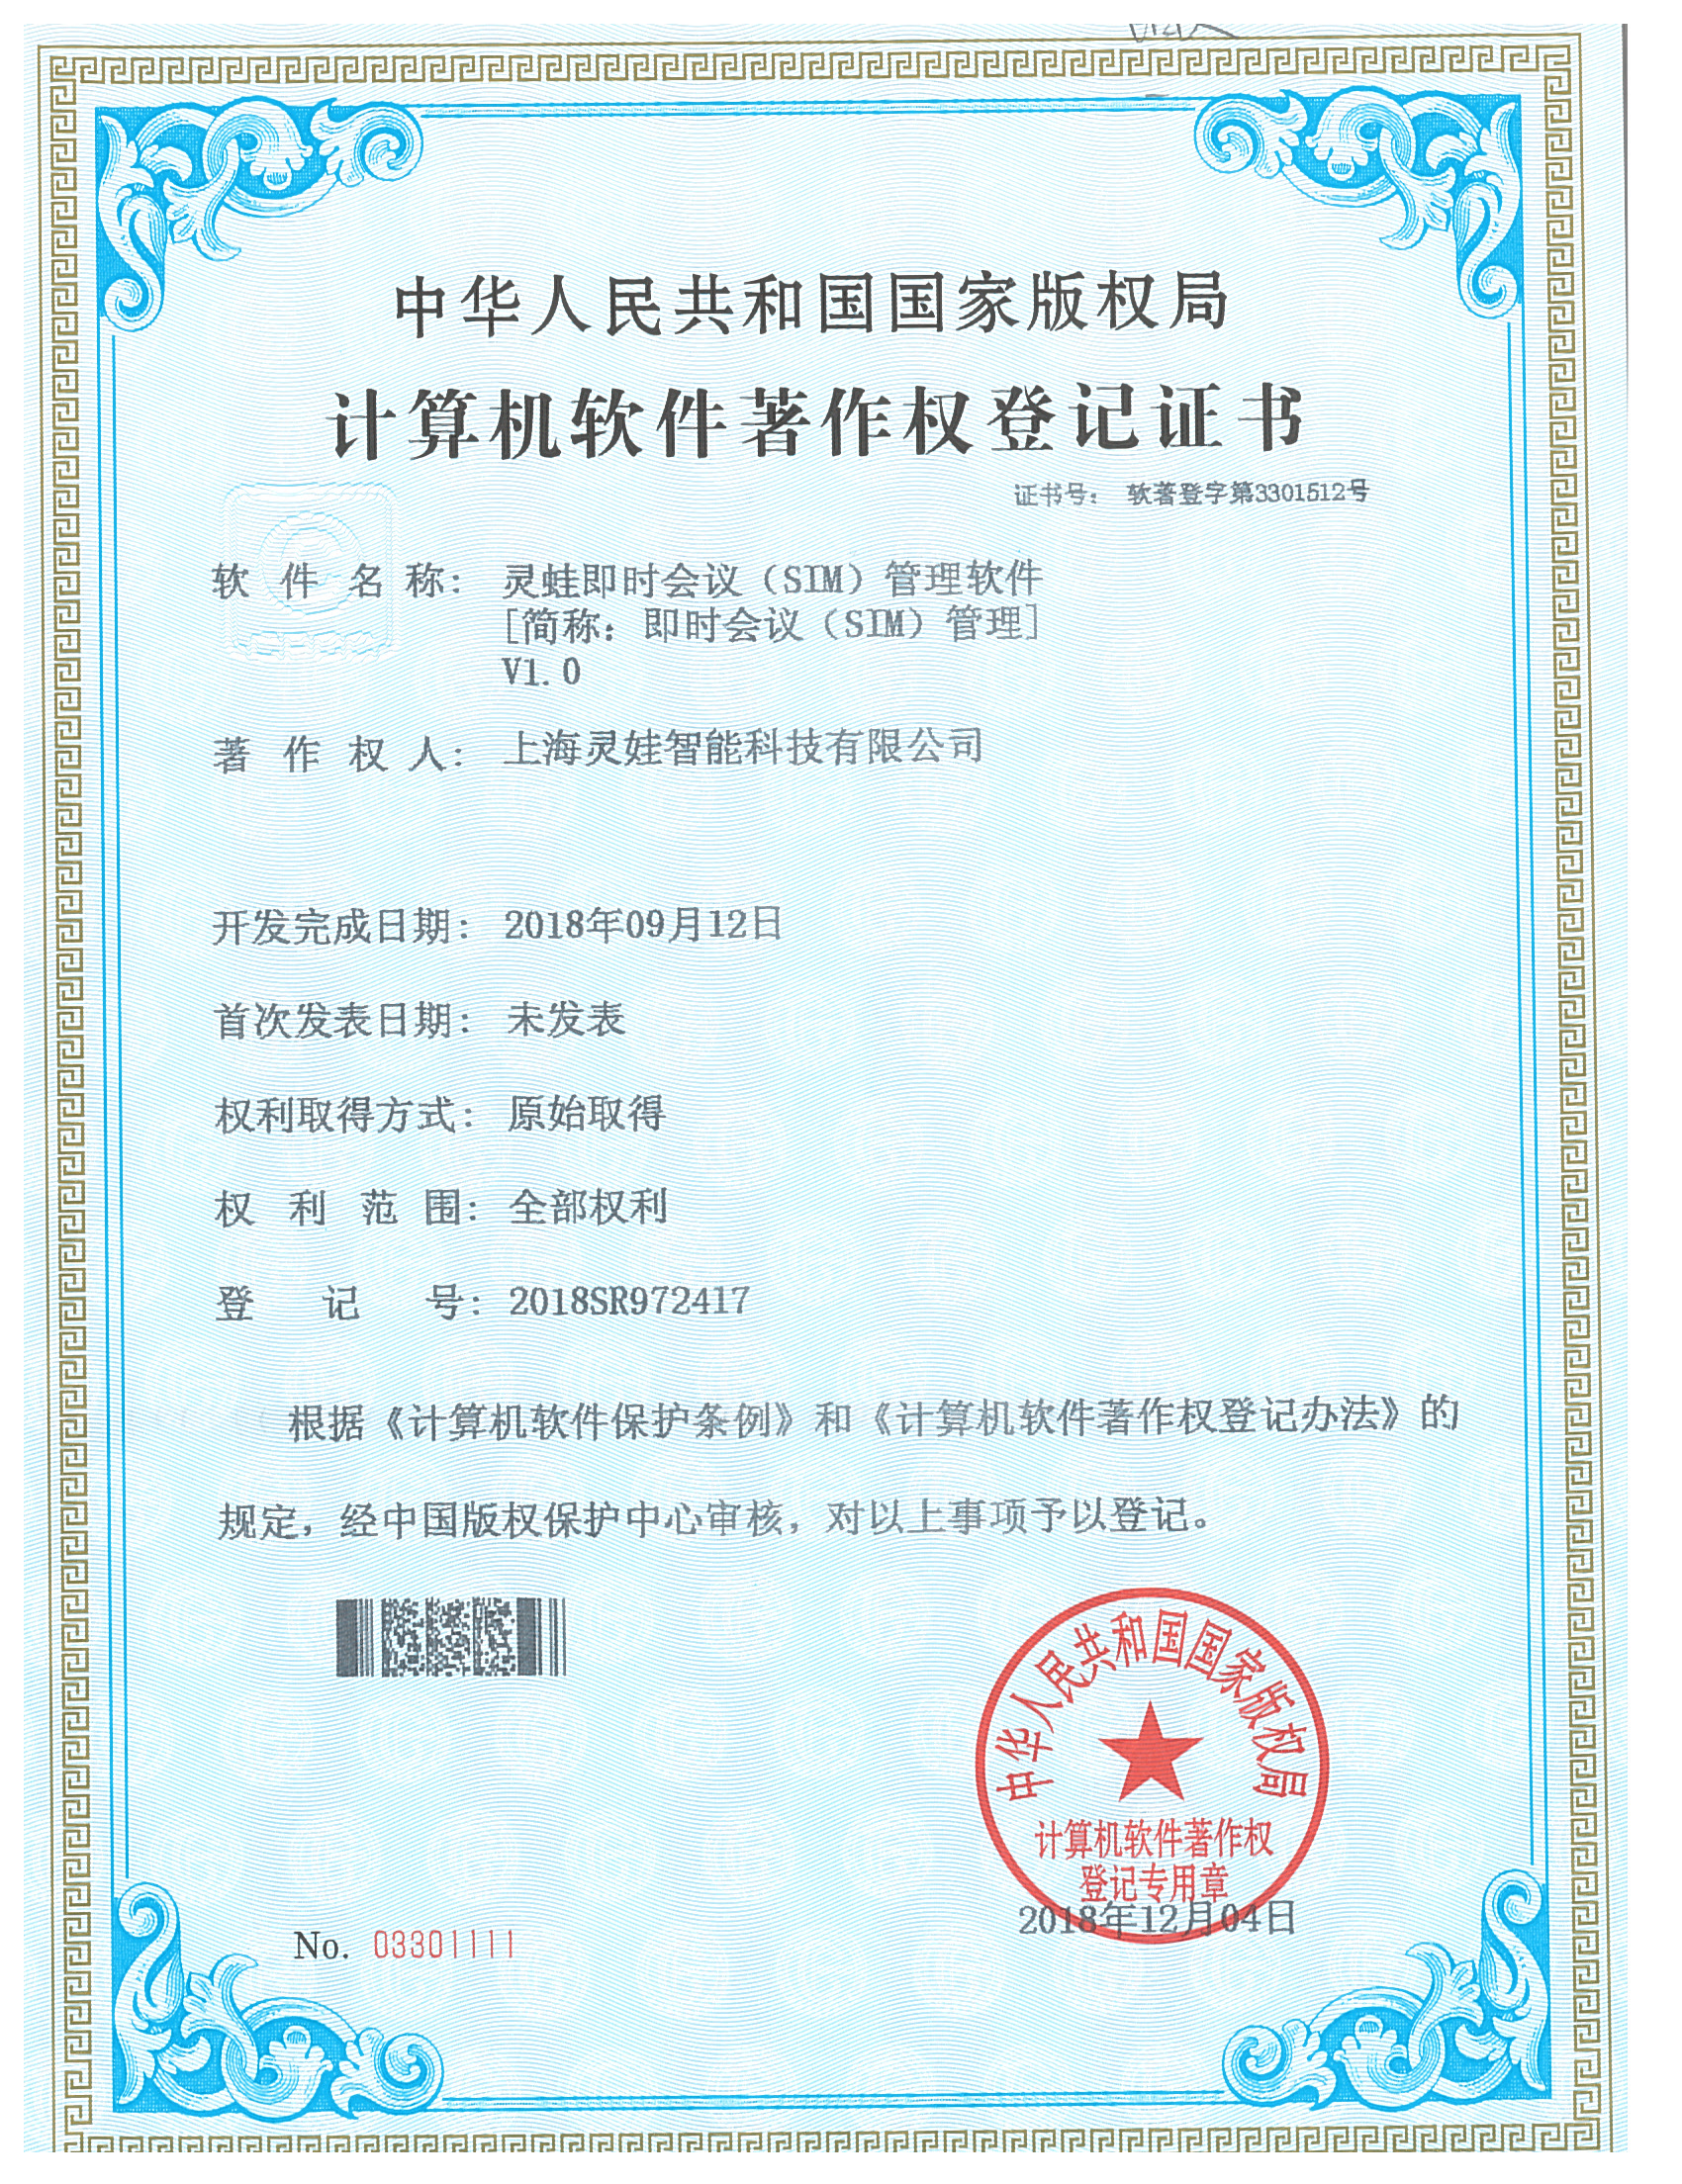 中华人民共和国国家版权局
计算机软件著作权登记证书
证书号： 软著登字第3301512号
软件名称： 灵蛙即时会议（SIM）管理软件
[简称：即时会议（SIM）管理]
V1.0
著作权人： 上海灵娃智能科技有限公司
开发完成日期： 2018年09月12日
首次发表日期： 未发表
权利取得方式： 原始取得
权利范围： 全部权利
登记号： 2018SR972417
根据《计算机软件保护条例》和《计算机软件著作权登记办法》的
规定，经中国版权保护中心审核，对以上事项予以登记。
中华人民共和国国家版权局
计算机软件著作权
登记专用章
2018年12月04日
No. 03301111